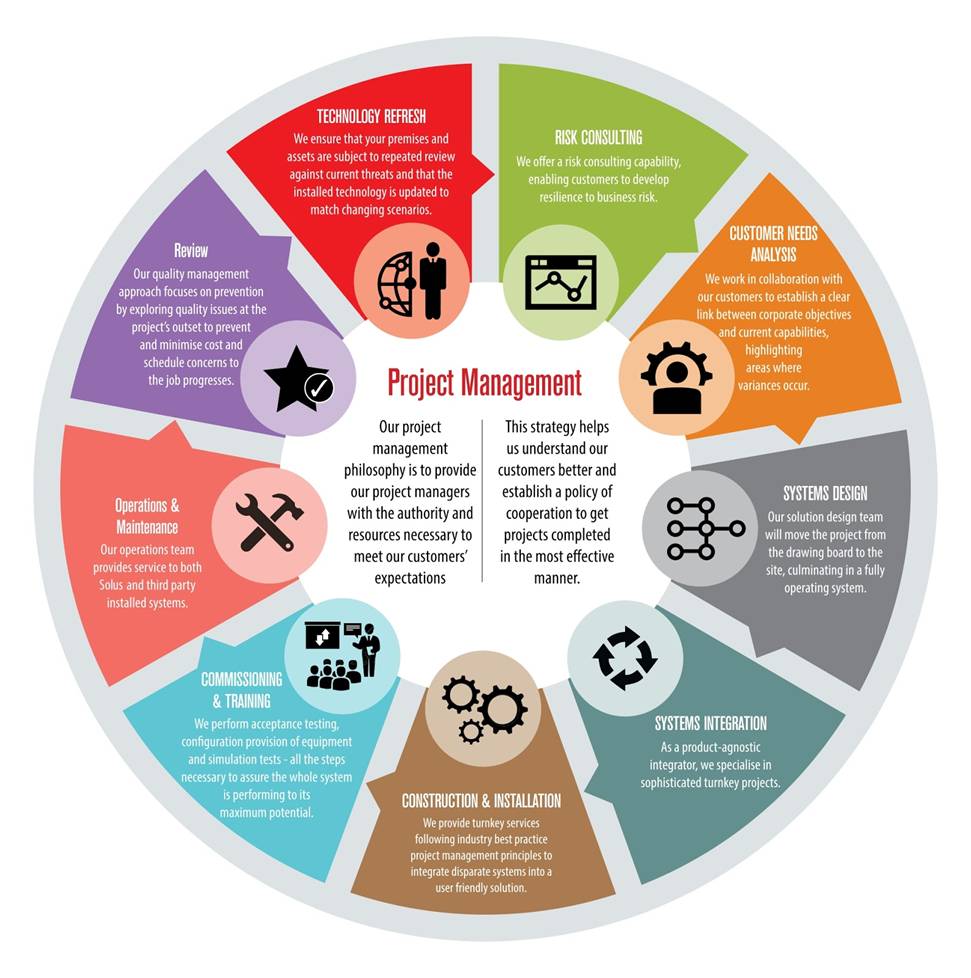 Project Management
Our project
management
philosophy is to provide
our project managers
with the authority and
resources necessary to
meet our customers'
expectations
This strategy helps
us understand our
customers better and
establish a policy of
cooperation to get
projects completed
in the most effective
manner.
RISK CONSULTING
We offer a risk consulting capability,
enabling customers to develop
resilience to business risk.
CUSTOMER NEEDS
ANALYSIS
We work in collaboration with
our customers to establish a clear
link between corporate objectives
and current capabilities,
highlighting
areas where
variances occur.
SYSTEMS DESIGN
Our solution design team
will move the project from
the drawing board to the
site, culminating in a fully
operating system.
SYSTEMS INTEGRATION
As a product-agnostic
integrator, we specialise in
sophisticated turnkey projects.
CONSTRUCTION & INSTALLATION
We provide turnkey services
following industry best practice
project management principles to
integrate disparate systems into a
user friendly solution.
COMMISSIONING
& TRAINING
We perform acceptance testing,
configuration provision of equipment
and simulation tests - all the steps
necessary to assure the whole system
is performing to its
maximum potential.
Operations &
Maintenance
Our operations team
provides service to both
Solus and third party
installed systems.
Review
Our quality management
approach focuses on prevention
by exploring quality issues at the
project's outset to prevent
and minimise cost and
schedule concerns to
the job progresses.
TECHNOLOGY REFRESH
We ensure that your premises and
assets are subject to repeated review
against current threats and that the
installed technology is updated to
match changing scenarios.